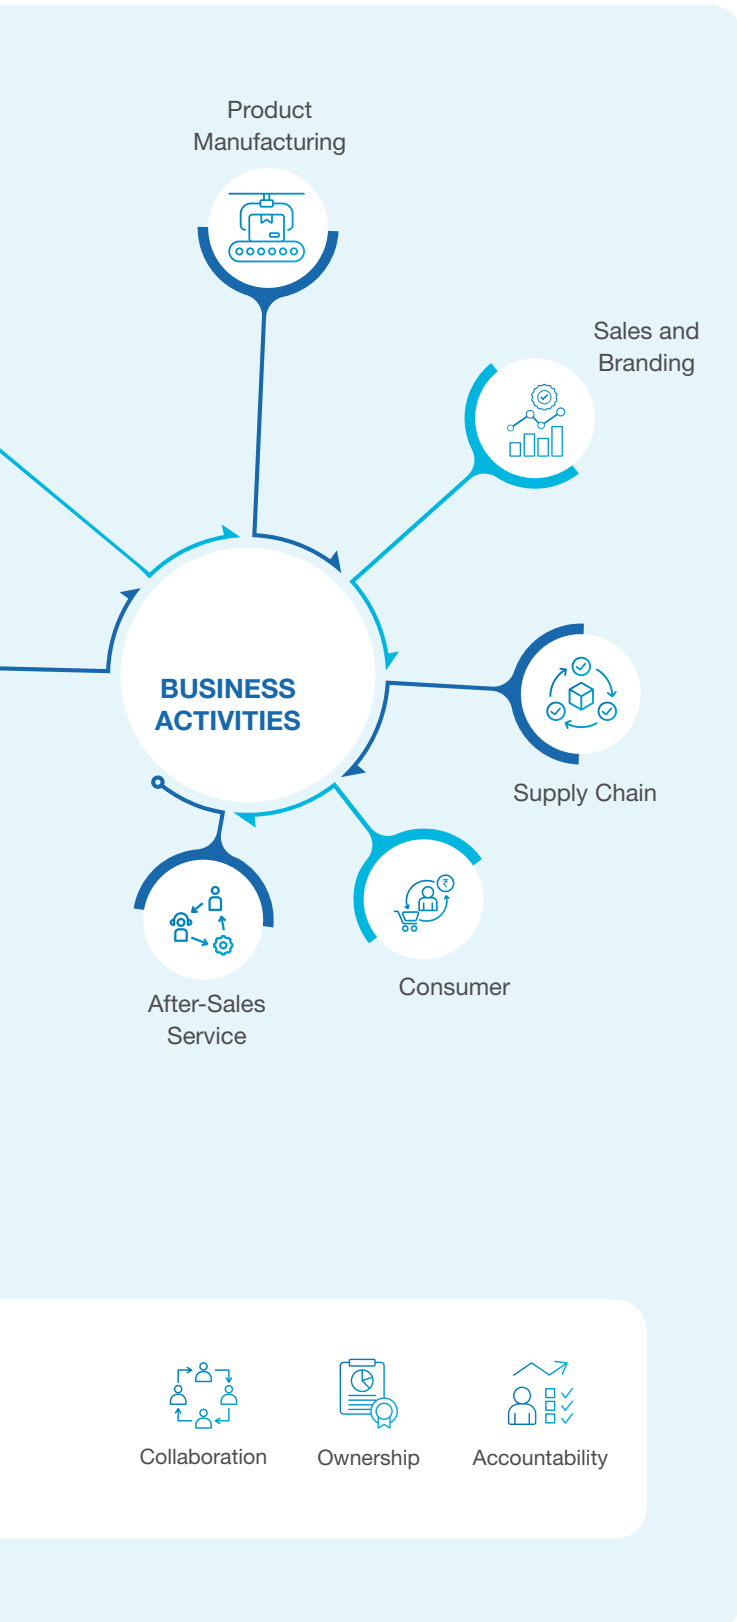 Product
Manufacturing
Sales and
Branding
BUSINESS
ACTIVITIES
Supply Chain
₹
Consumer
After-Sales
Service
Collaboration
Ownership
Accountability